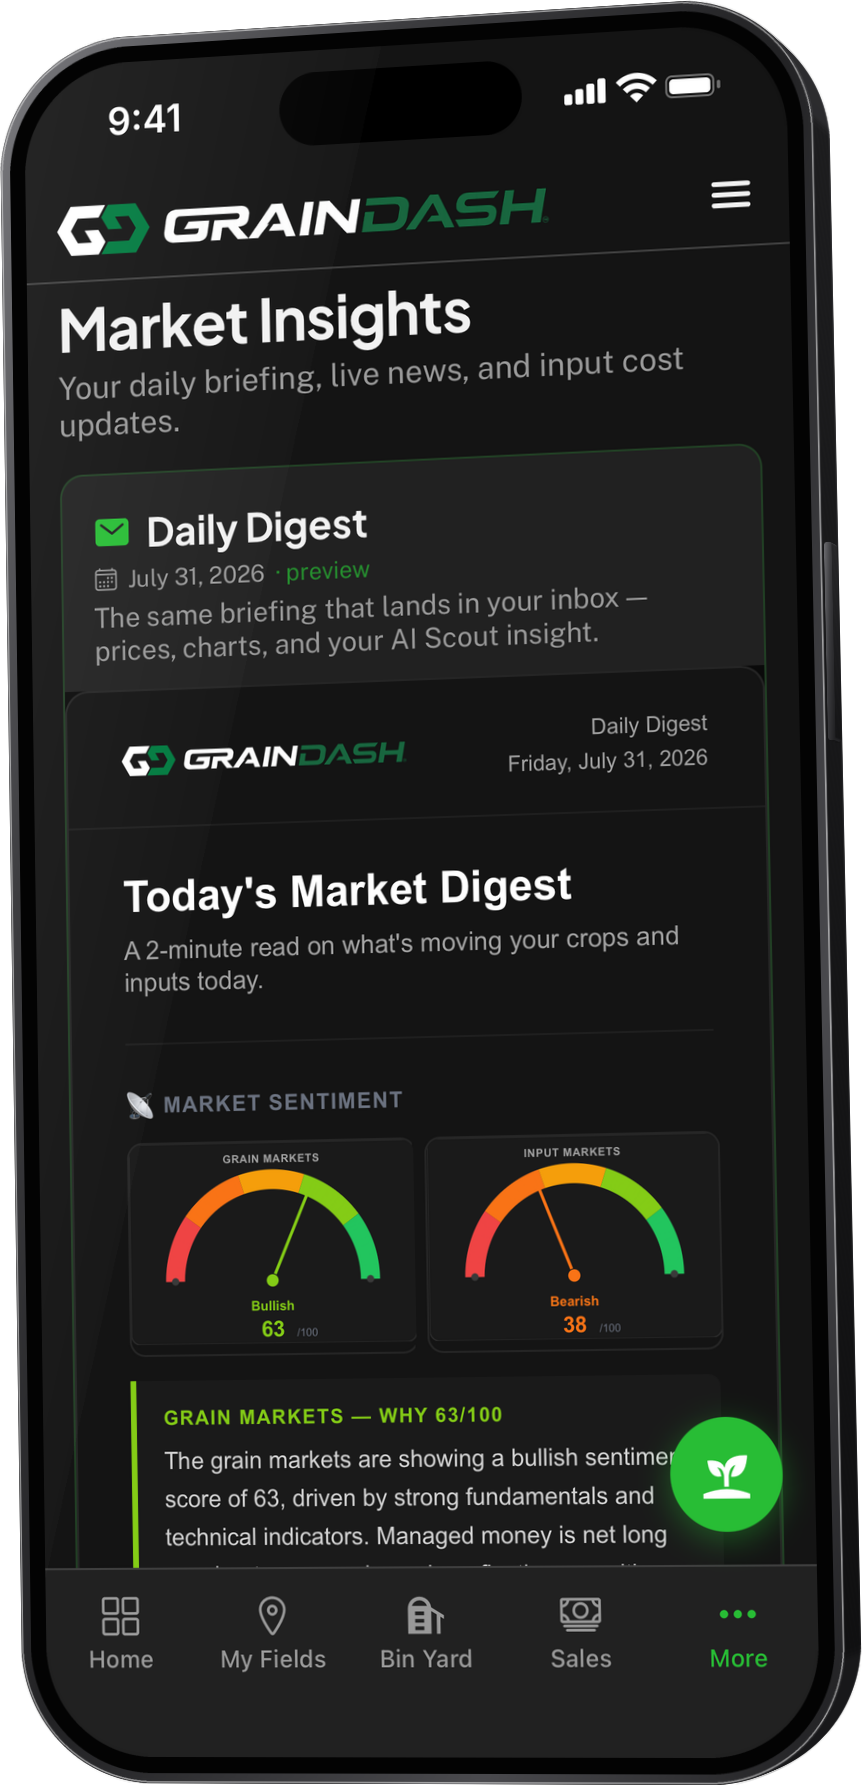 9:41
GRAINDASH
Market Insights
Your daily briefing, live news, and input cost
updates.
Daily Digest
July 31, 2026 · preview
The same briefing that lands in your inbox —
prices, charts, and your AI Scout insight.
GRAINDASH
Daily Digest
Friday, July 31, 2026
Today's Market Digest
A 2-minute read on what's moving your crops and
inputs today.
MARKET SENTIMENT
GRAIN MARKETS
Bullish
63 /100
INPUT MARKETS
Bearish
38 /100
GRAIN MARKETS — WHY 63/100
The grain markets are showing a bullish
score of 63, driven by strong fundamentals and
technical indicators. Managed money is net long
Home
My Fields
Bin Yard
Sales
More